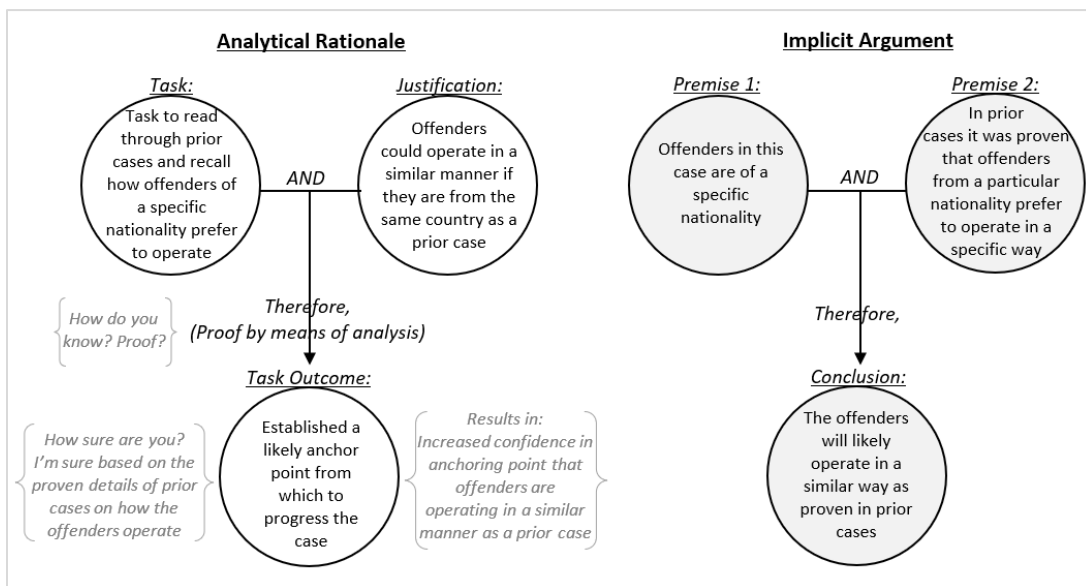 Analytical Rationale
Task:
Task to read
through prior
cases and recall
how offenders of
a specific
nationality prefer
to operate
AND
Justification:
Offenders
could operate in a
similar manner if
they are from the
same country as a
prior case
How do you
know? Proof?
Therefore,
(Proof by means of analysis)
Task Outcome:
Established a
likely anchor
point from
which to
progress the
case
How sure are you?
I'm sure based on the
proven details of prior
cases on how the
offenders operate
Results in:
Increased confidence in
anchoring point that
offenders are
operating in a similar
manner as a prior case
Implicit Argument
Premise 1:
Offenders in this
case are of a
specific
nationality
AND
Premise 2:
In prior
cases it was proven
that offenders
from a particular
nationality prefer
to operate in a
specific way
Therefore,
Conclusion:
The offenders
will likely
operate in a
similar way as
proven in prior
cases